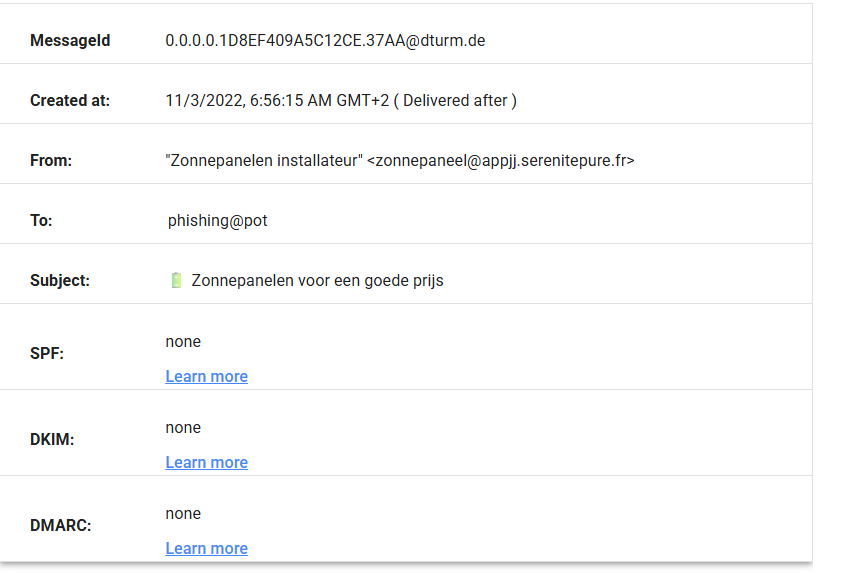 MessageId 0.0.0.0.1D8EF409A5C12CE.37AA@dturm.de
Created at: 11/3/2022, 6:56:15 AM GMT+2 ( Delivered after )
From: "Zonnepanelen installateur" <zonnepaneel@appjj.serenitepure.fr>
To: phishing@pot
Subject: 🔋 Zonnepanelen voor een goede prijs
SPF: none
Learn more
DKIM: none
Learn more
DMARC: none
Learn more